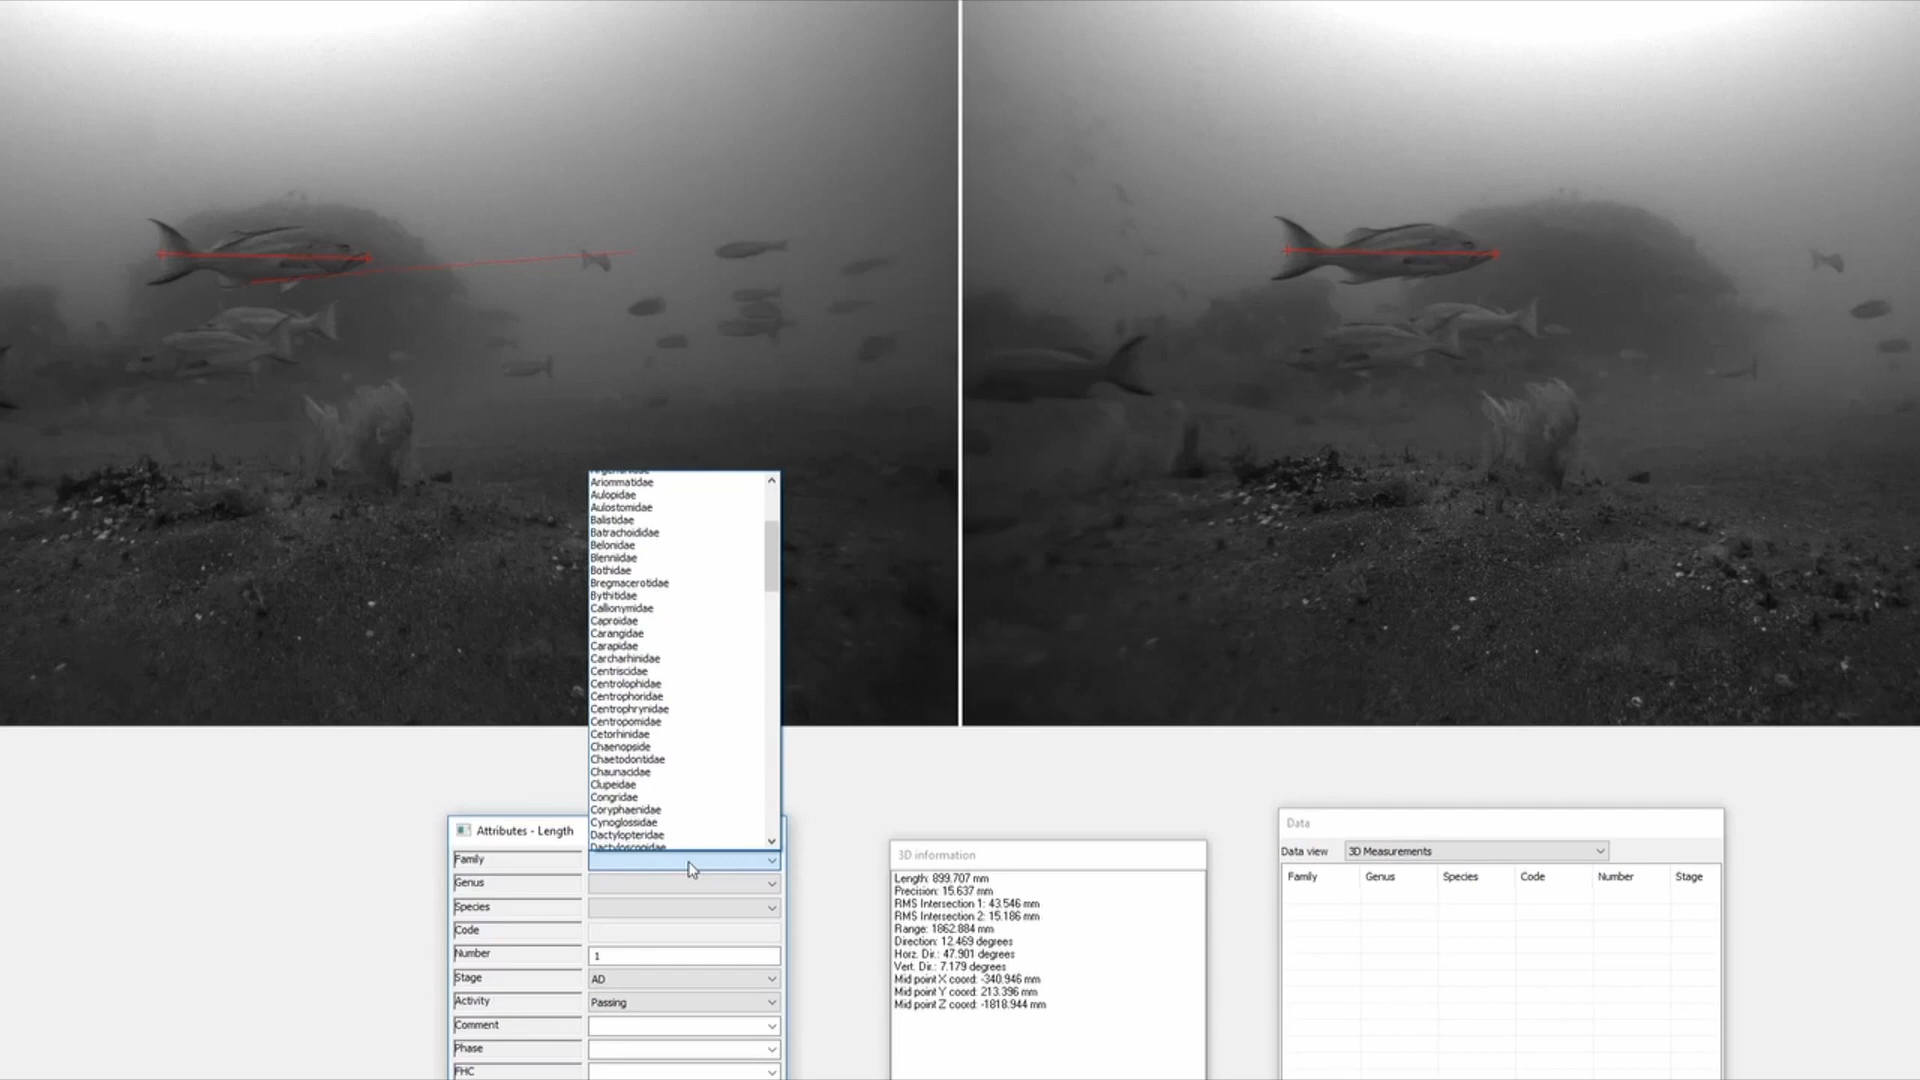 Ariommatidae
Aulopidae
Aulostomidae
Balistidae
Batrachoididae
Belonidae
Blenniidae
Bothidae
Bregmacerotidae
Bythitidae
Callionymidae
Caproidae
Carangidae
Carapidae
Carcharhinidae
Centriscidae
Centrolophidae
Centrophoridae
Centrophrynidae
Centropomidae
Cetorhinidae
Chaenopside
Chaetodontidae
Chaunacidae
Clupeidae
Congridae
Coryphaenidae
Cynoglossidae
Dactylopteridae
Dactyloscopidae
Attributes - Length
Family
Genus
Species
Code
Number 1
Stage AD
Activity Passing
Comment
Phase
FHC
3D information
Length: 899.707 mm
Precision: 15.637 mm
RMS Intersection 1: 43.546 mm
RMS Intersection 2: 15.186 mm
Range: 1862.884 mm
Direction: 12.469 degrees
Horz. Dir.: 47.901 degrees
Vert. Dir.: 7.179 degrees
Mid point X coord: -340.946 mm
Mid point Y coord: 213.396 mm
Mid point Z coord: -1818.944 mm
Data
Data view 3D Measurements
Family Genus Species Code Number Stage